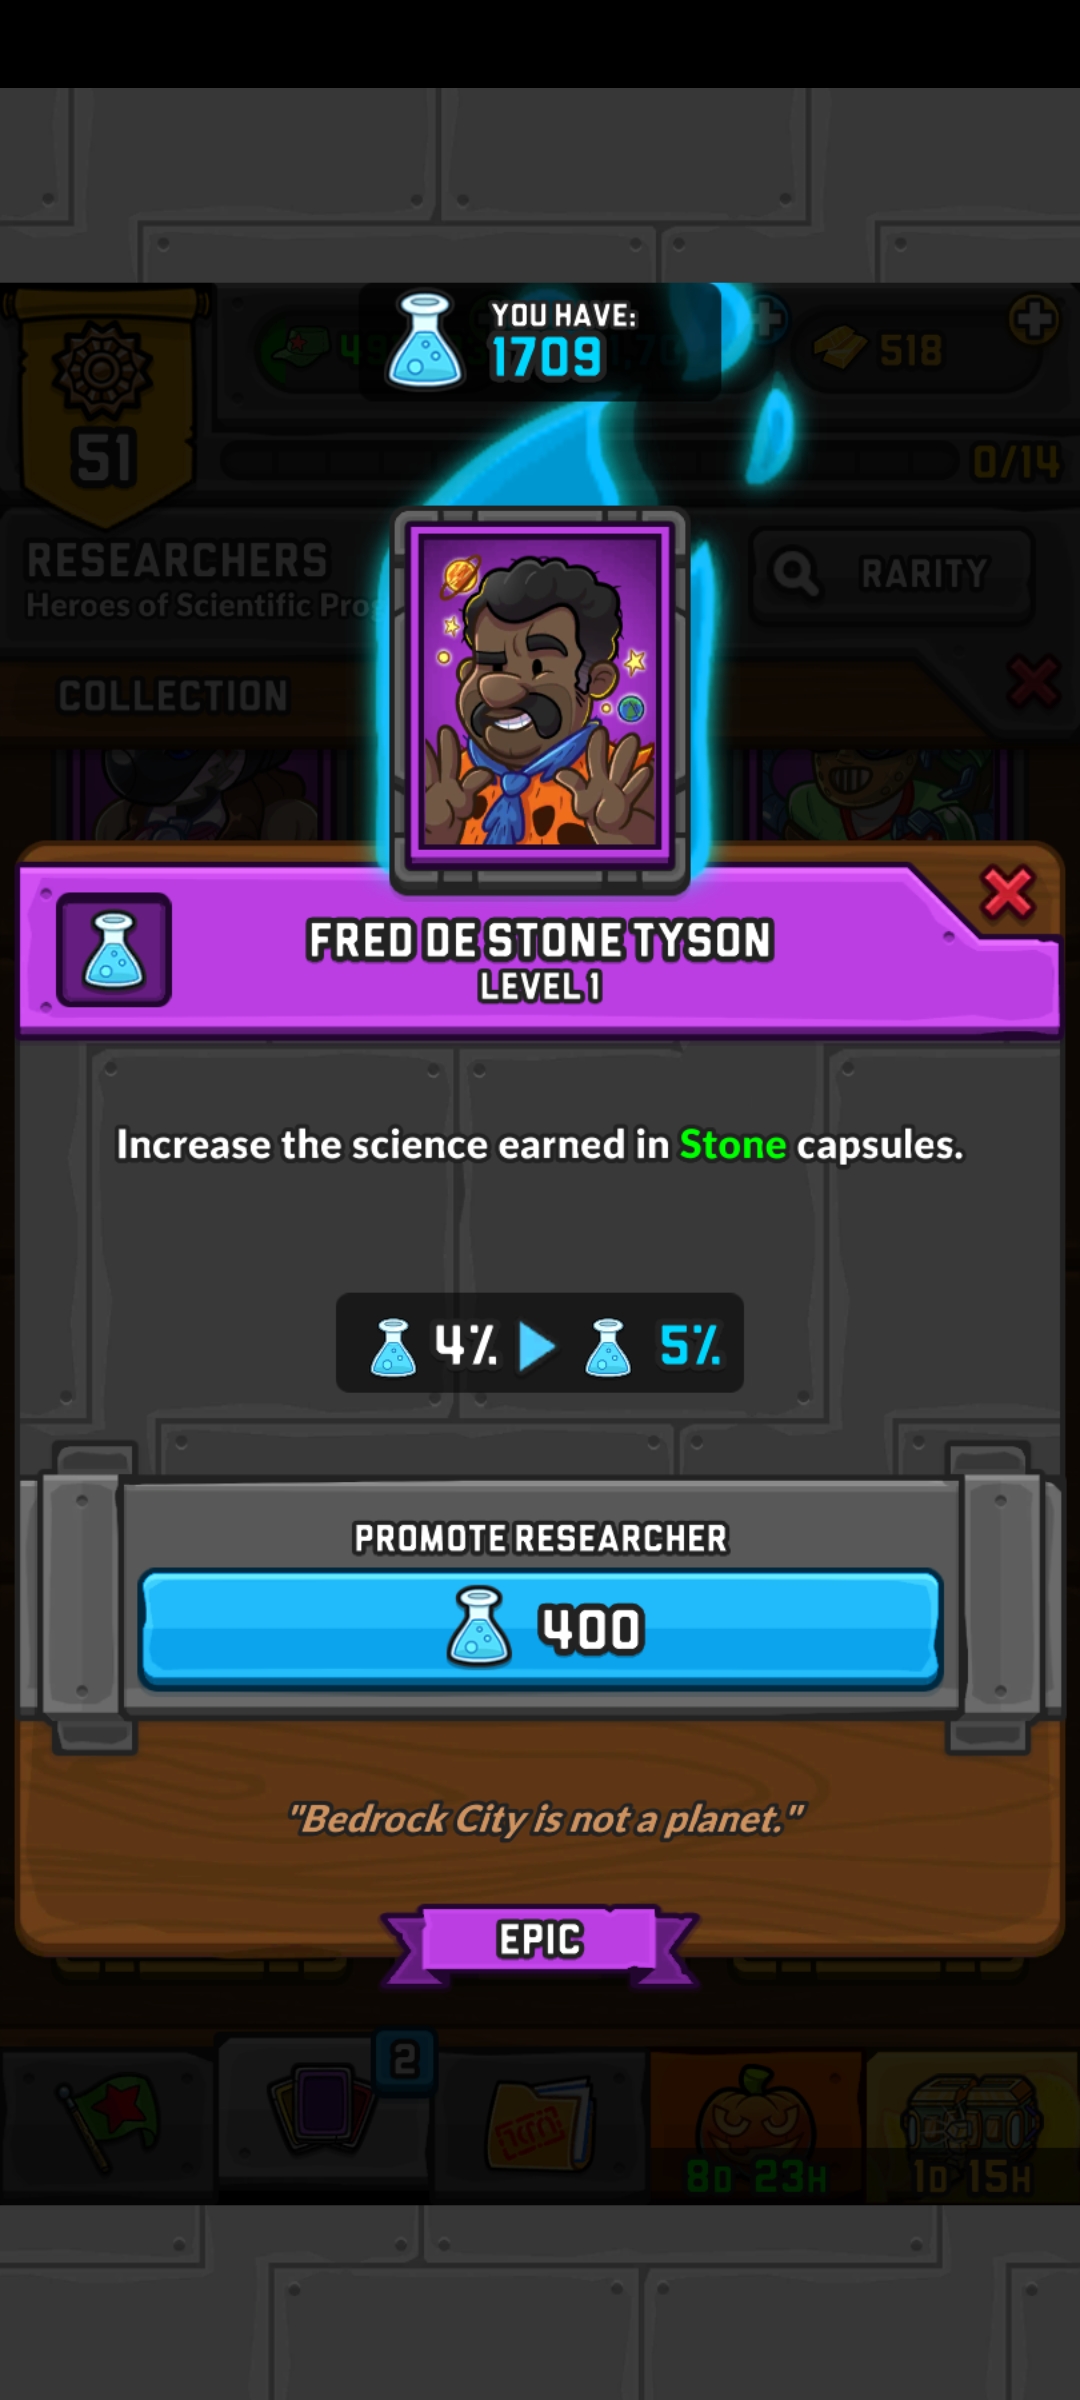 YOU HAVE:
1709
518
51
0/14
RESEARCHERS
Heroes of Scientific
RARITY
COLLECTION
FRED DE STONE TYSON
LEVEL 1
Increase the science earned in Stone capsules.
4% 5%
PROMOTE RESEARCHER
400
"Bedrock City is not a planet."
EPIC
2
8D 23H
1D 15H